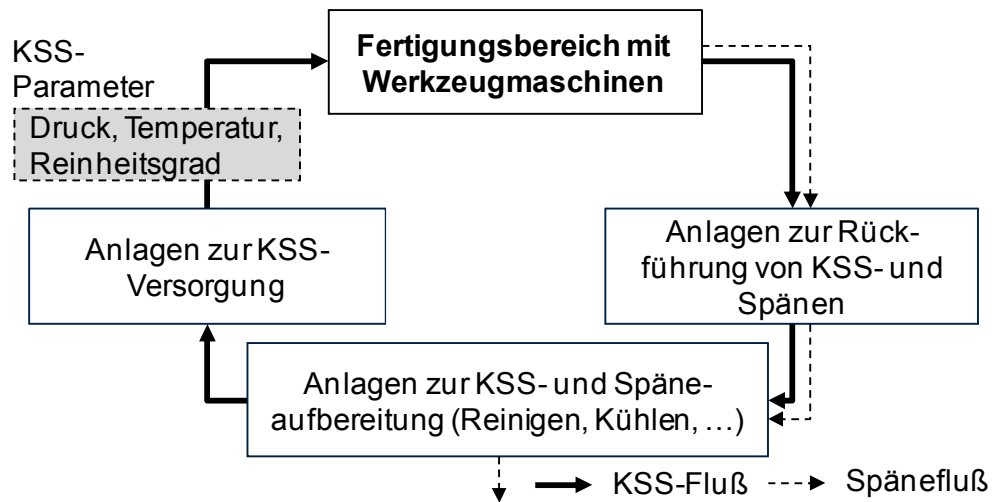 KSS-
Parameter
Druck, Temperatur,
Reinheitsgrad
Fertigungsbereich mit
Werkzeugmaschinen
Anlagen zur KSS-
Versorgung
Anlagen zur Rück-
führung von KSS- und
Spänen
Anlagen zur KSS- und Späne-
aufbereitung (Reinigen, Kühlen, …)
KSS-Fluß
Spänefluß